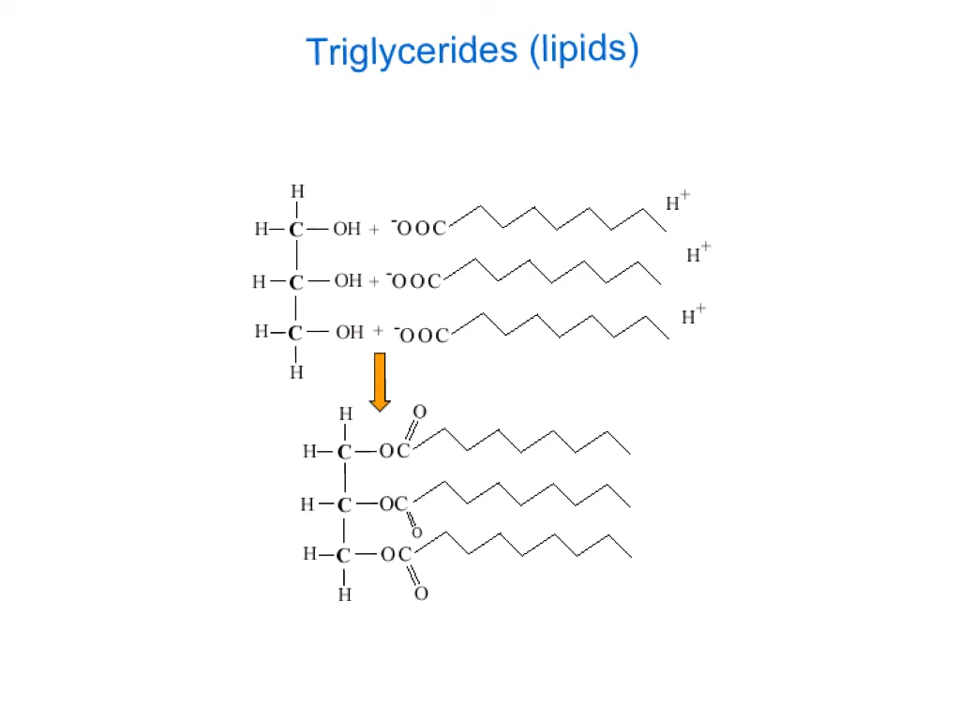 Triglycerides (lipids)
H
H C OH + -OOC H+
H C OH + -OOC H+
H C OH + -OOC H+
H
H O
H C OC
H C OC
O
H C OC
H O